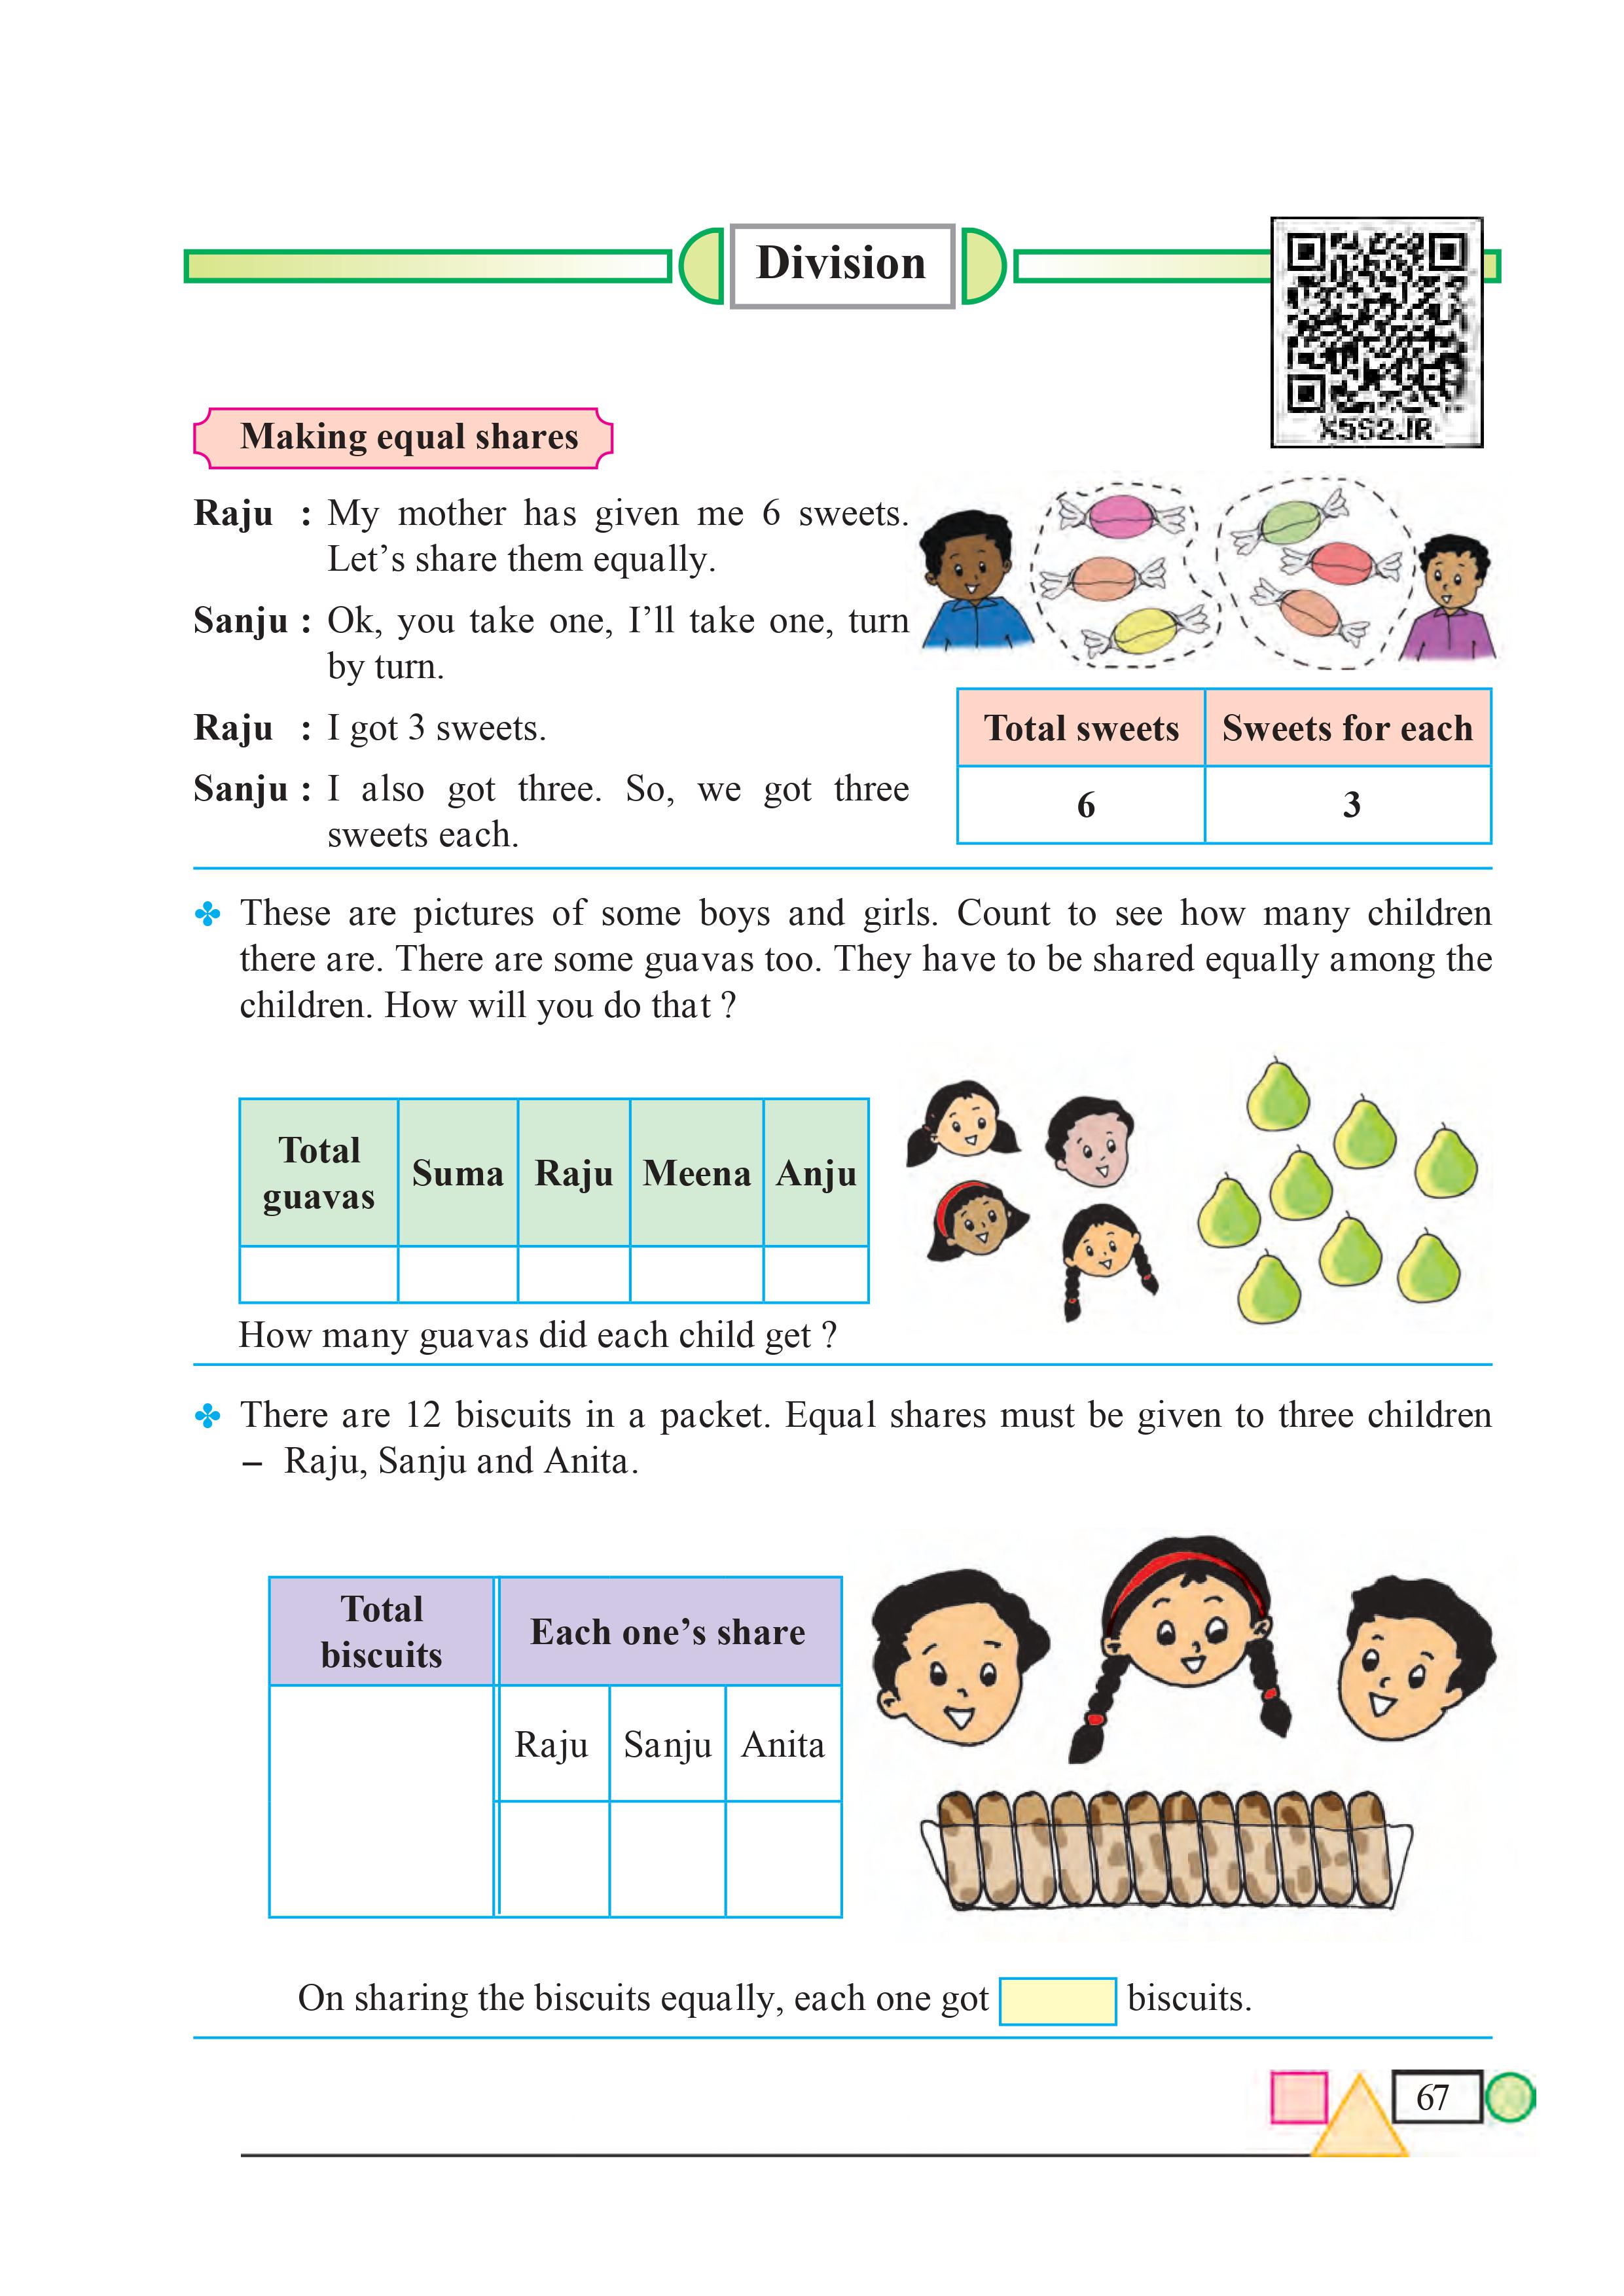 Division
X5S2JR
Making equal shares
Raju : My mother has given me 6 sweets.
Let’s share them equally.
Sanju : Ok, you take one, I’ll take one, turn
by turn.
Raju : I got 3 sweets.
Sanju : I also got three. So, we got three
sweets each.
Total sweets Sweets for each
6 3
These are pictures of some boys and girls. Count to see how many children
there are. There are some guavas too. They have to be shared equally among the
children. How will you do that ?
Total
guavas
Suma Raju Meena Anju
How many guavas did each child get ?
There are 12 biscuits in a packet. Equal shares must be given to three children
– Raju, Sanju and Anita.
Total
biscuits
Each one’s share
Raju Sanju Anita
On sharing the biscuits equally, each one got biscuits.
67